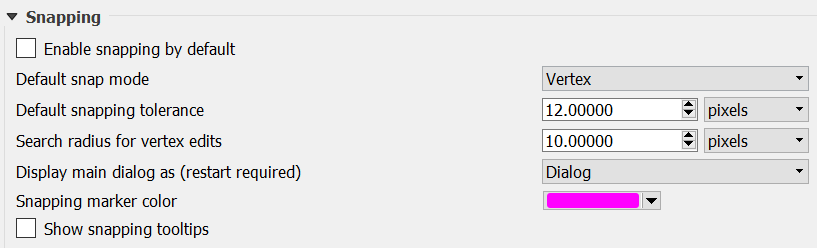 Snapping
Enable snapping by default
Default snap mode Vertex
Default snapping tolerance 12.00000 pixels
Search radius for vertex edits 10.00000 pixels
Display main dialog as (restart required) Dialog
Snapping marker color
Show snapping tooltips